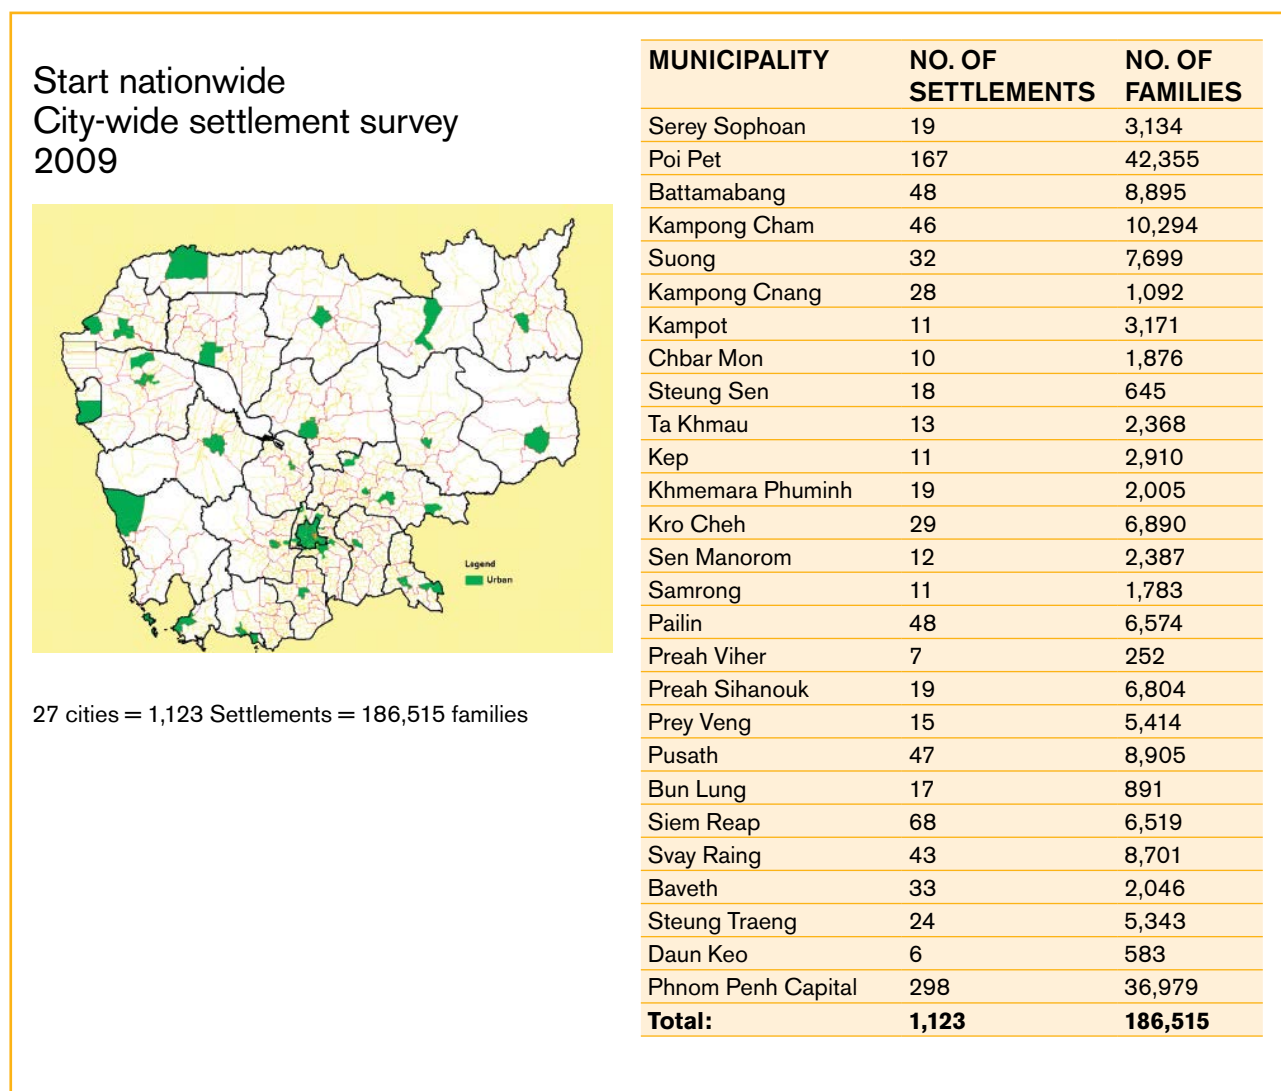 Start nationwide
City-wide settlement survey
2009
Legend
Urban
27 cities = 1,123 Settlements = 186,515 families
MUNICIPALITY NO. OF SETTLEMENTS NO. OF FAMILIES
Serey Sophoan 19 3,134
Poi Pet 167 42,355
Battamabang 48 8,895
Kampong Cham 46 10,294
Suong 32 7,699
Kampong Cnang 28 1,092
Kampot 11 3,171
Chbar Mon 10 1,876
Steung Sen 18 645
Ta Khmau 13 2,368
Kep 11 2,910
Khmemara Phuminh 19 2,005
Kro Cheh 29 6,890
Sen Manorom 12 2,387
Samrong 11 1,783
Pailin 48 6,574
Preah Viher 7 252
Preah Sihanouk 19 6,804
Prey Veng 15 5,414
Pusath 47 8,905
Bun Lung 17 891
Siem Reap 68 6,519
Svay Raing 43 8,701
Baveth 33 2,046
Steung Traeng 24 5,343
Daun Keo 6 583
Phnom Penh Capital 298 36,979
Total: 1,123 186,515